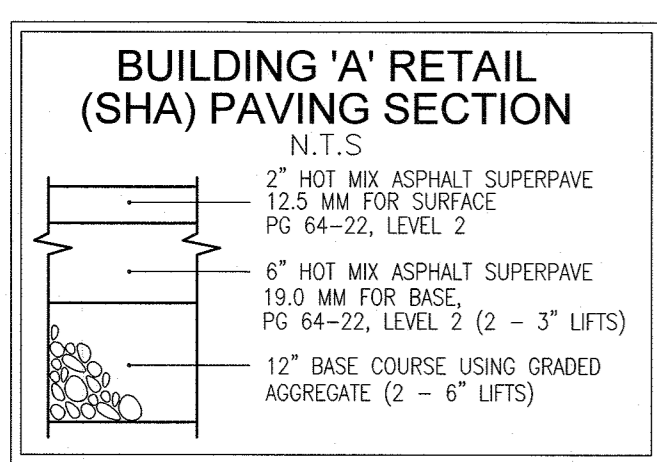 BUILDING 'A' RETAIL
(SHA) PAVING SECTION
N.T.S
2" HOT MIX ASPHALT SUPERPAVE
12.5 MM FOR SURFACE
PG 64-22, LEVEL 2
6" HOT MIX ASPHALT SUPERPAVE
19.0 MM FOR BASE,
PG 64-22, LEVEL 2 (2 - 3" LIFTS)
12" BASE COURSE USING GRADED
AGGREGATE (2 - 6" LIFTS)